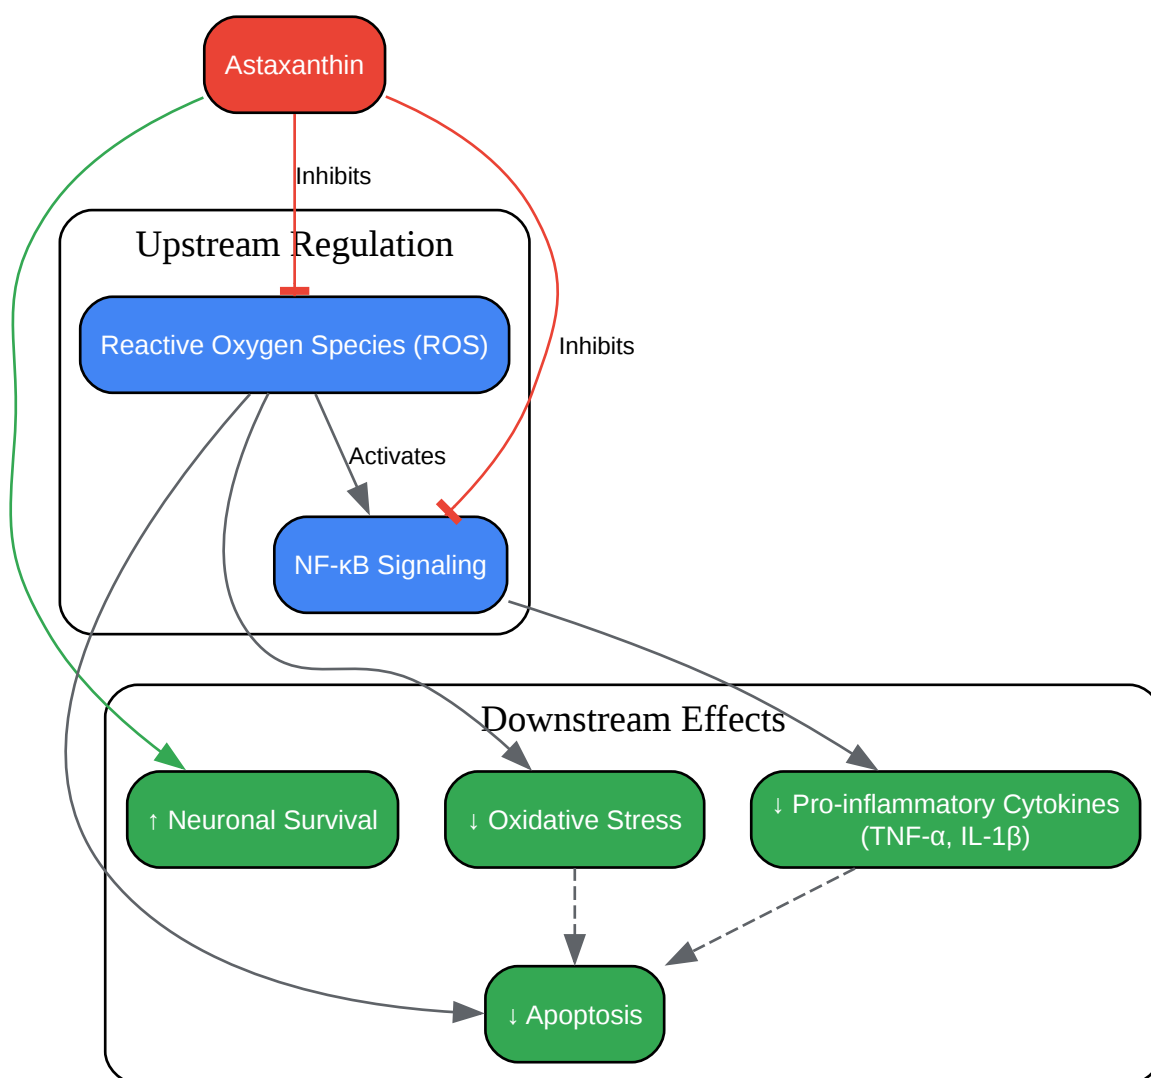 Astaxanthin
Inhibits
Upstream Regulation
Reactive Oxygen Species (ROS)
Inhibits
Activates
NF-κB Signaling
Downstream Effects
↑ Neuronal Survival
↓ Oxidative Stress
↓ Pro-inflammatory Cytokines
(TNF-α, IL-1β)
↓ Apoptosis